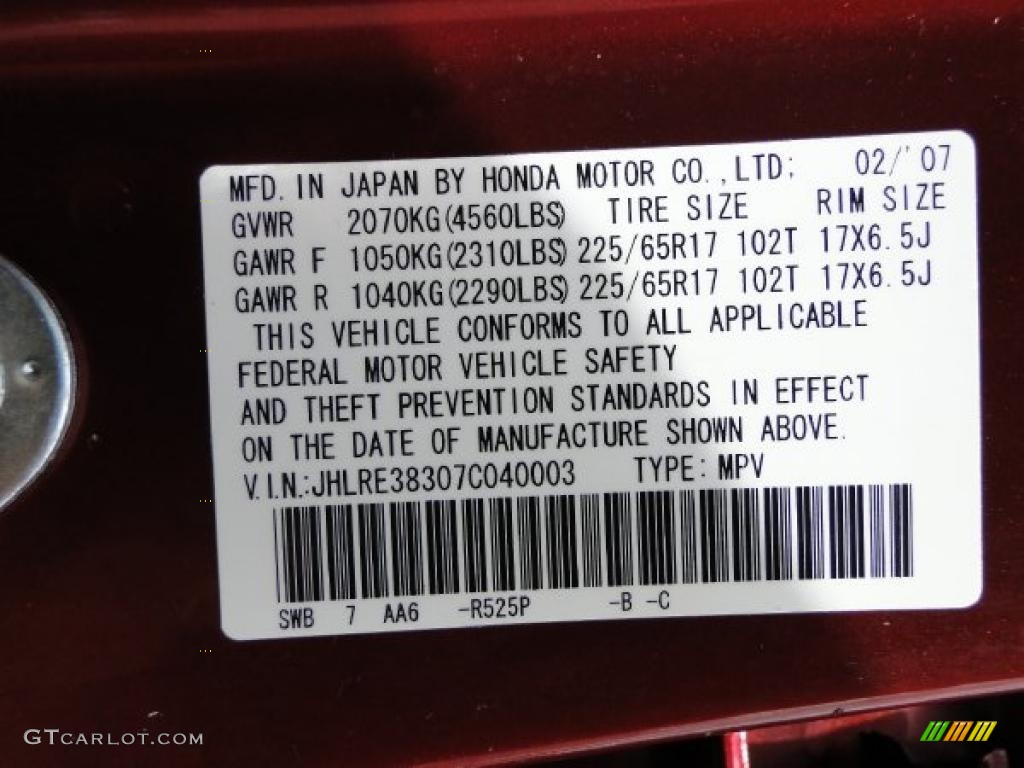 MFD. IN JAPAN BY HONDA MOTOR CO., LTD; 02/'07
GVWR 2070KG(4560LBS) TIRE SIZE RIM SIZE
GAWR F 1050KG(2310LBS) 225/65R17 102T 17X6.5J
GAWR R 1040KG(2290LBS) 225/65R17 102T 17X6.5J
THIS VEHICLE CONFORMS TO ALL APPLICABLE
FEDERAL MOTOR VEHICLE SAFETY
AND THEFT PREVENTION STANDARDS IN EFFECT
ON THE DATE OF MANUFACTURE SHOWN ABOVE.
V.I.N.:JHLRE38307C040003 TYPE: MPV
SWB 7 AA6 -R525P -B -C
GTCARLOT.COM